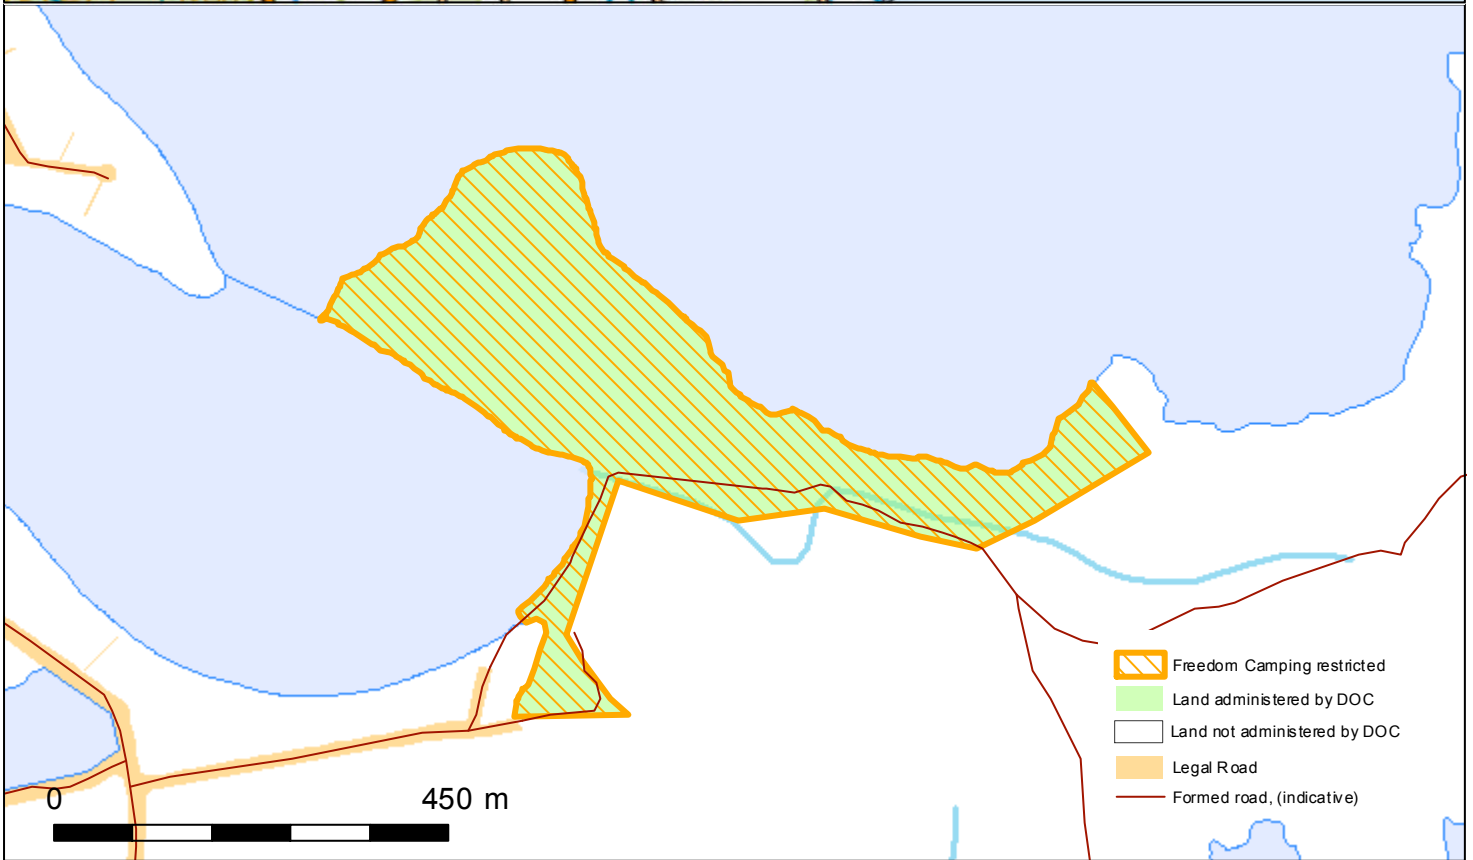 Freedom Camping restricted
Land administered by DOC
Land not administered by DOC
Legal Road
Formed road, (indicative)
0 450 m